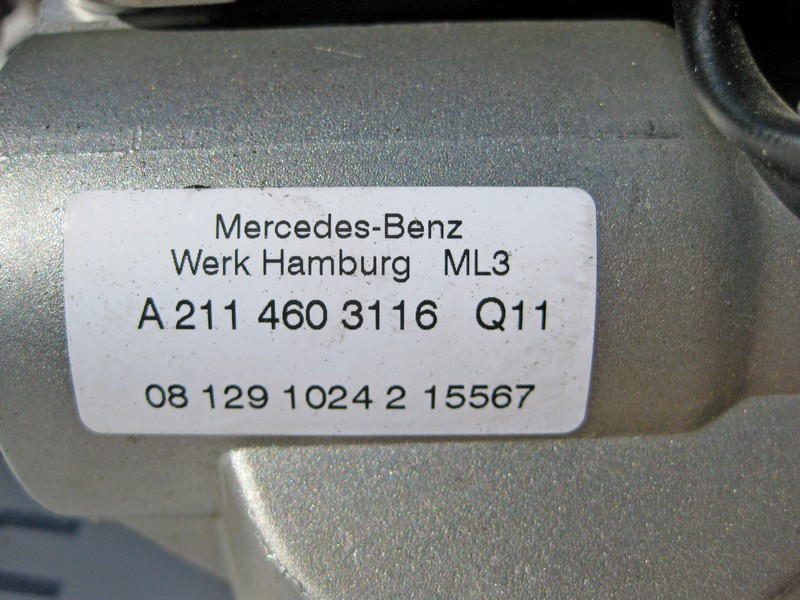 Mercedes-Benz
Werk Hamburg ML3
A 211 460 3116 Q11
08 129 1024 2 15567